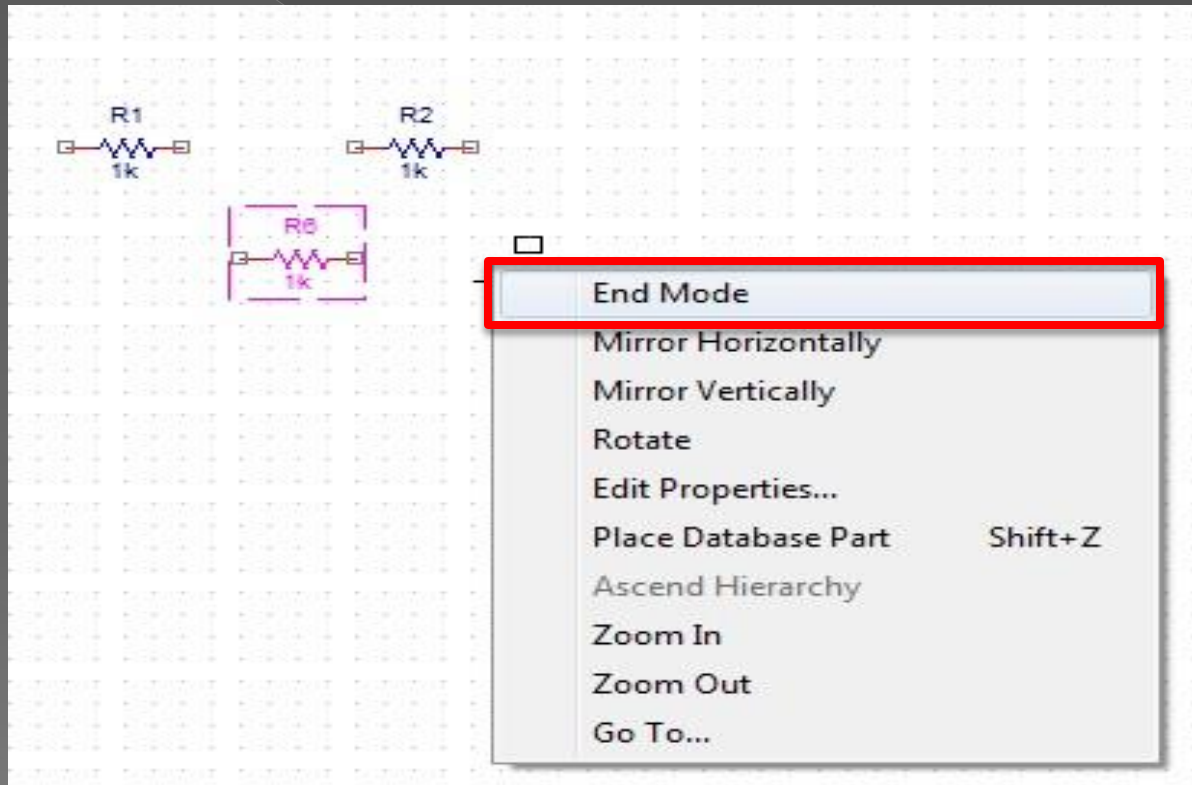 R1
R2
1k
1k
R6
1k
End Mode
Mirror Horizontally
Mirror Vertically
Rotate
Edit Properties...
Place Database Part Shift+Z
Ascend Hierarchy
Zoom In
Zoom Out
Go To...